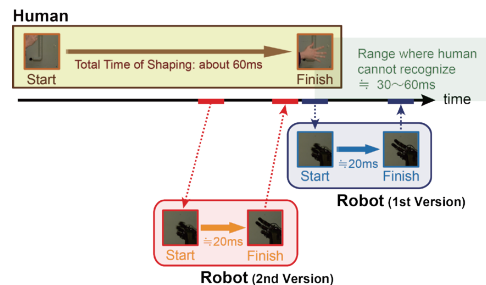 Human
Start
Total Time of Shaping: about 60ms
Finish
Range where human
cannot recognize
≒ 30~60ms
time
Start
≒20ms
Finish
Robot (1st Version)
Start
≒20ms
Finish
Robot (2nd Version)